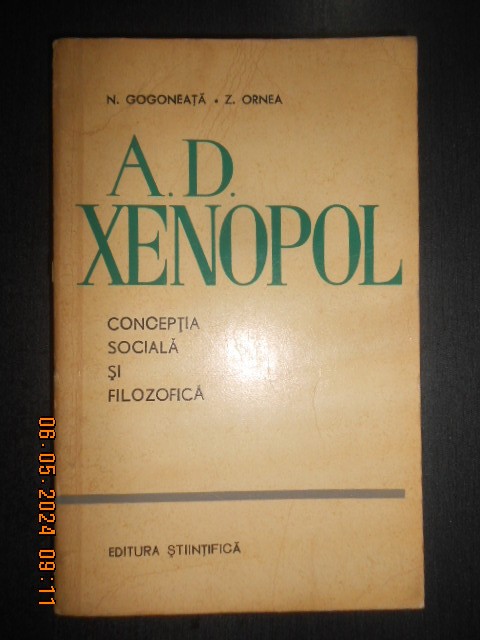 N. GOGONEAȚĂ • Z. ORNEA
A. D.
XENOPOL
CONCEPȚIA
SOCIALĂ
ȘI
FILOZOFICĂ
EDITURA ȘTIINȚIFICĂ
06.05.2024 09:11